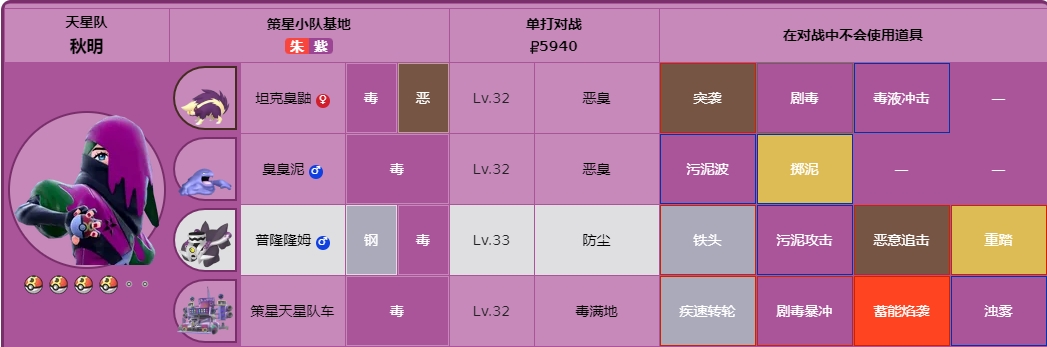 天星队
秋明
策星小队基地
朱 紫
单打对战
₽5940
在对战中不会使用道具
坦克臭鼬 ♀ 毒 恶 Lv.32 恶臭 突袭 剧毒 毒液冲击 —
臭臭泥 ♂ 毒 Lv.32 恶臭 污泥波 掷泥 — —
普隆隆姆 ♂ 钢 毒 Lv.33 防尘 铁头 污泥攻击 恶意追击 重踏
策星天星队车 毒 Lv.32 毒满地 疾速转轮 剧毒暴冲 蓄能焰袭 浊雾